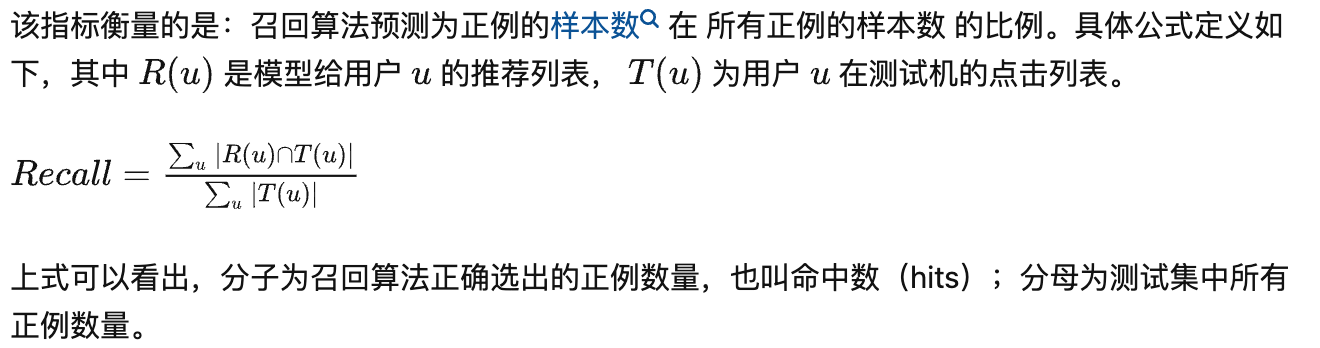 该指标衡量的是：召回算法预测为正例的样本数 在 所有正例的样本数 的比例。具体公式定义如
下，其中 R(u) 是模型给用户 u 的推荐列表， T(u) 为用户 u 在测试机的点击列表。
Recall = \frac{\sum_u |R(u)∩T(u)|}{\sum_u |T(u)|}
上式可以看出，分子为召回算法正确选出的正例数量，也叫命中数（hits）；分母为测试集中所有
正例数量。